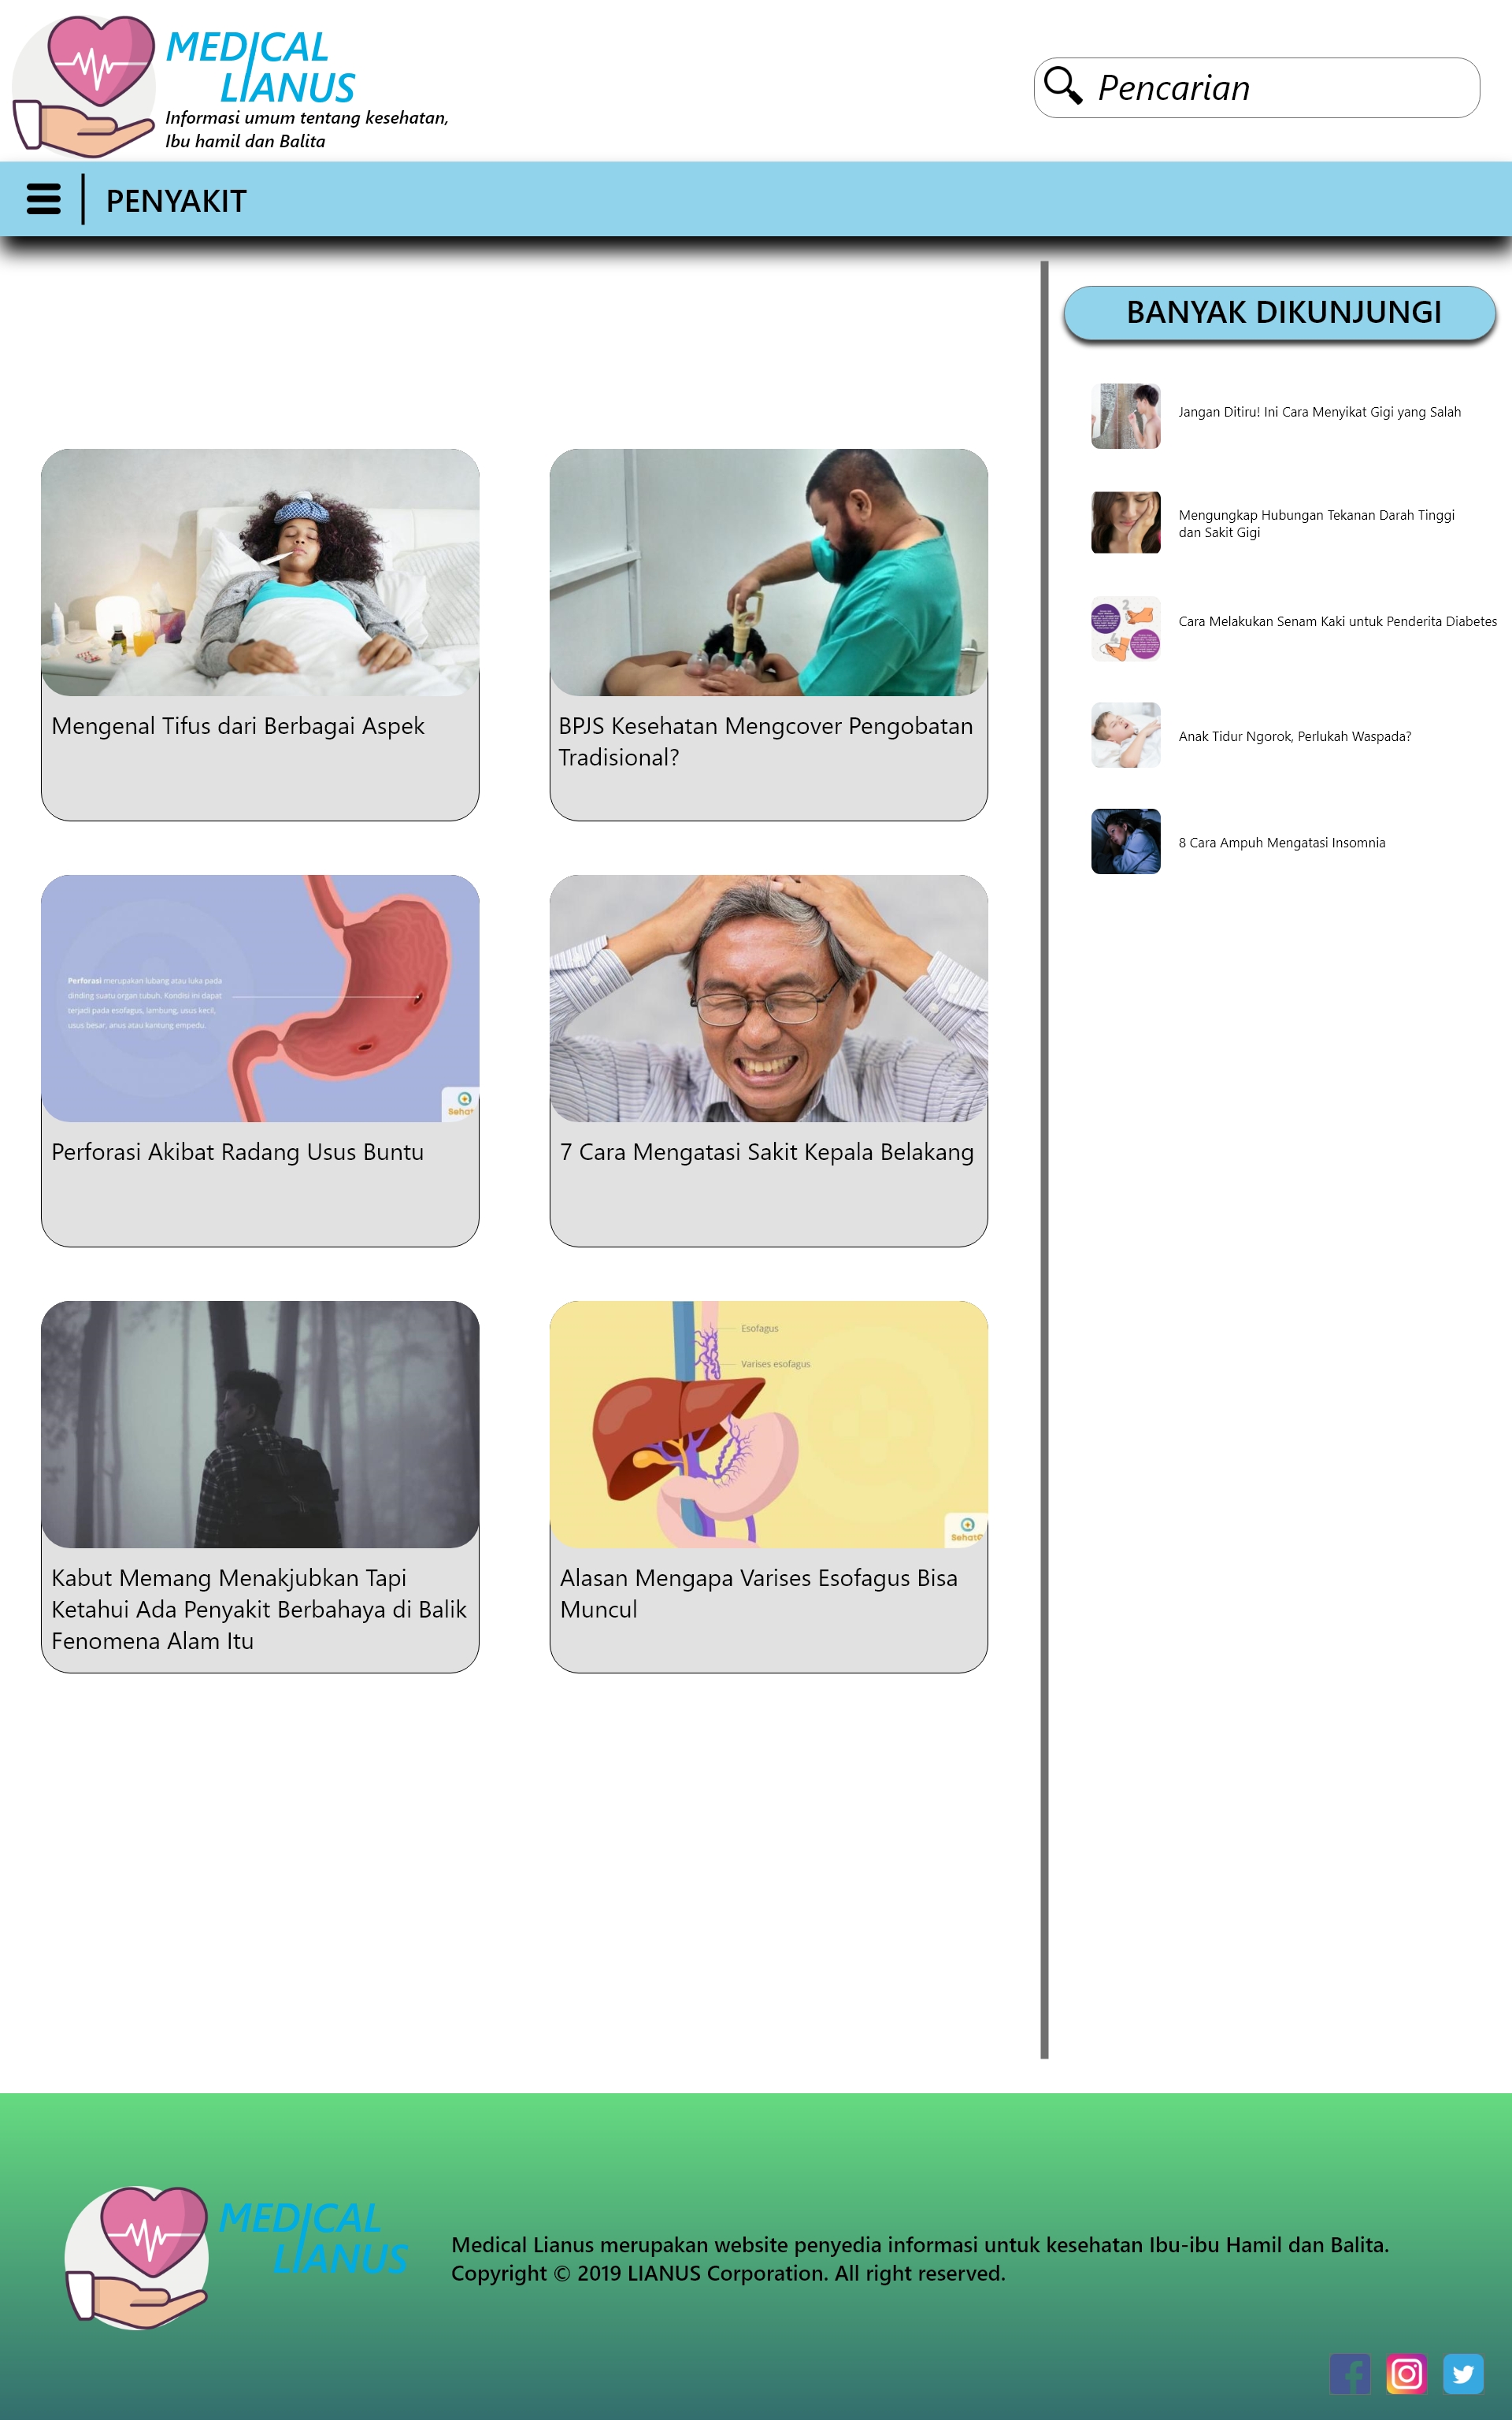 MEDICAL
LIANUS
Informasi umum tentang kesehatan,
Ibu hamil dan Balita
Pencarian
PENYAKIT
BANYAK DIKUNJUNGI
Jangan Ditiru! Ini Cara Menyikat Gigi yang Salah
Mengungkap Hubungan Tekanan Darah Tinggi
dan Sakit Gigi
Cara Melakukan Senam Kaki untuk Penderita Diabetes
Anak Tidur Ngorok, Perlukah Waspada?
8 Cara Ampuh Mengatasi Insomnia
Mengenal Tifus dari Berbagai Aspek
BPJS Kesehatan Mengcover Pengobatan
Tradisional?
Perforasi merupakan lubang atau luka pada
dinding suatu organ tubuh. Kondisi ini dapat
terjadi pada esofagus, lambung, usus kecil,
usus besar, anus atau kantung empedu.
Sehat
Perforasi Akibat Radang Usus Buntu
7 Cara Mengatasi Sakit Kepala Belakang
Kabut Memang Menakjubkan Tapi
Ketahui Ada Penyakit Berbahaya di Balik
Fenomena Alam Itu
Esofagus
Varises esofagus
Alasan Mengapa Varises Esofagus Bisa
Muncul
MEDICAL
LIANUS
Medical Lianus merupakan website penyedia informasi untuk kesehatan Ibu-ibu Hamil dan Balita.
Copyright © 2019 LIANUS Corporation. All right reserved.